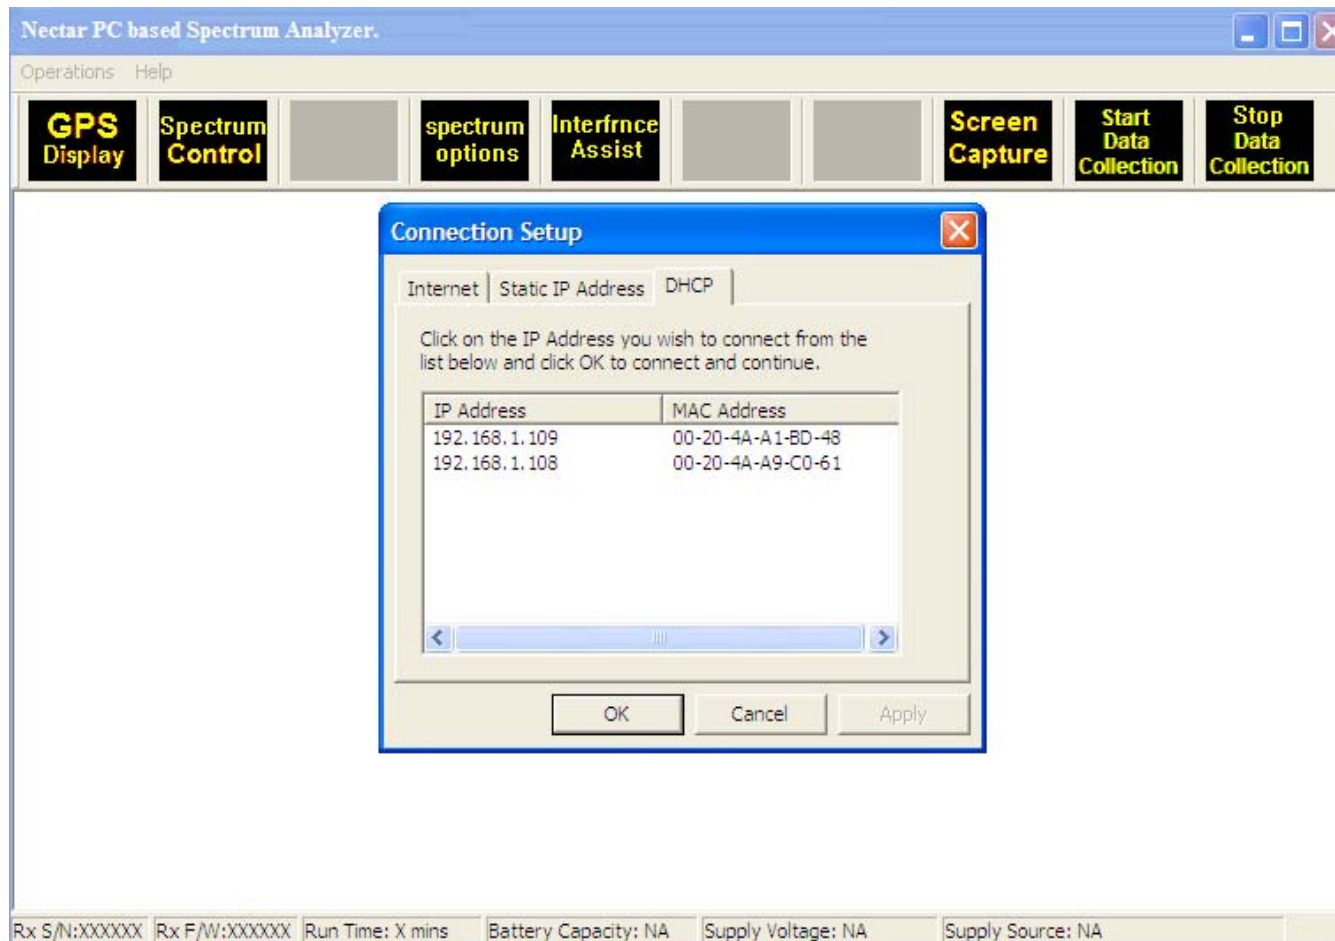 Nectar PC based Spectrum Analyzer.
Operations Help
GPS Display
Spectrum Control
spectrum options
Interfrnce Assist
Screen Capture
Start Data Collection
Stop Data Collection
Connection Setup
Internet Static IP Address DHCP
Click on the IP Address you wish to connect from the
list below and click OK to connect and continue.
IP Address MAC Address
192.168.1.109 00-20-4A-A1-BD-48
192.168.1.108 00-20-4A-A9-C0-61
OK Cancel Apply
Rx S/N:XXXXXX Rx F/W:XXXXXX Run Time: X mins Battery Capacity: NA Supply Voltage: NA Supply Source: NA